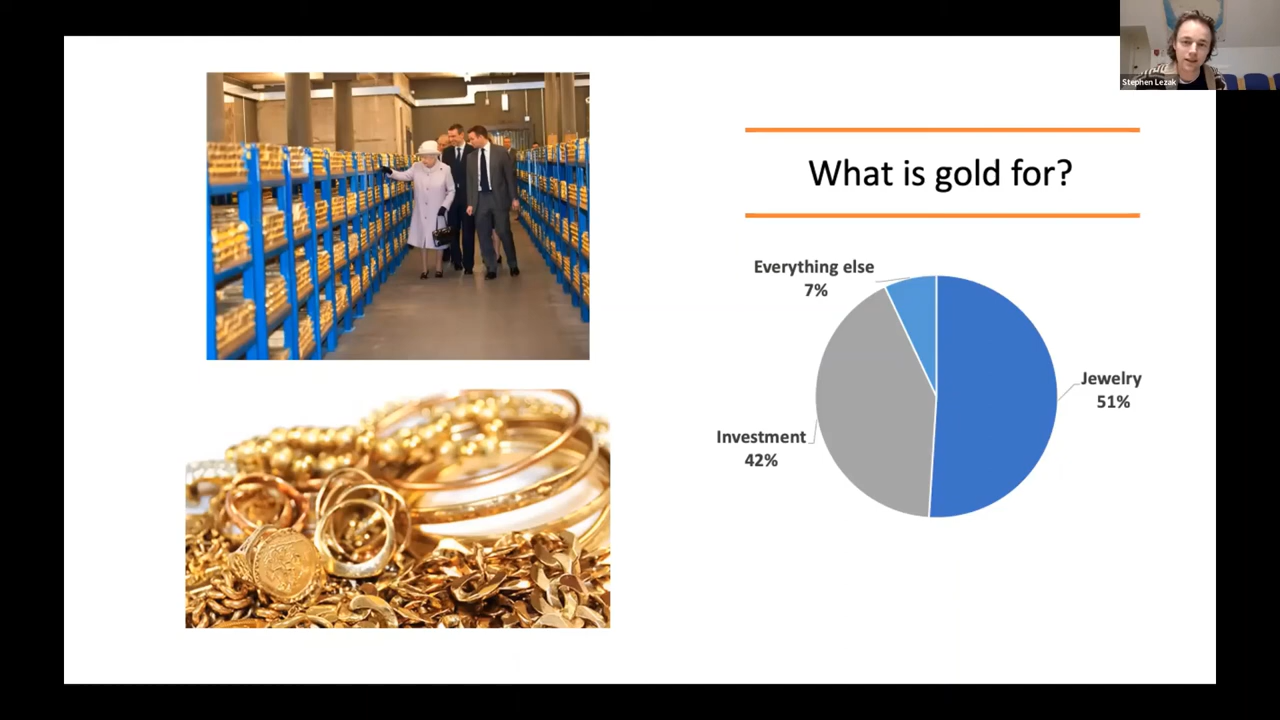 Stephen Lezak
What is gold for?
Everything else
7%
Jewelry
51%
Investment
42%